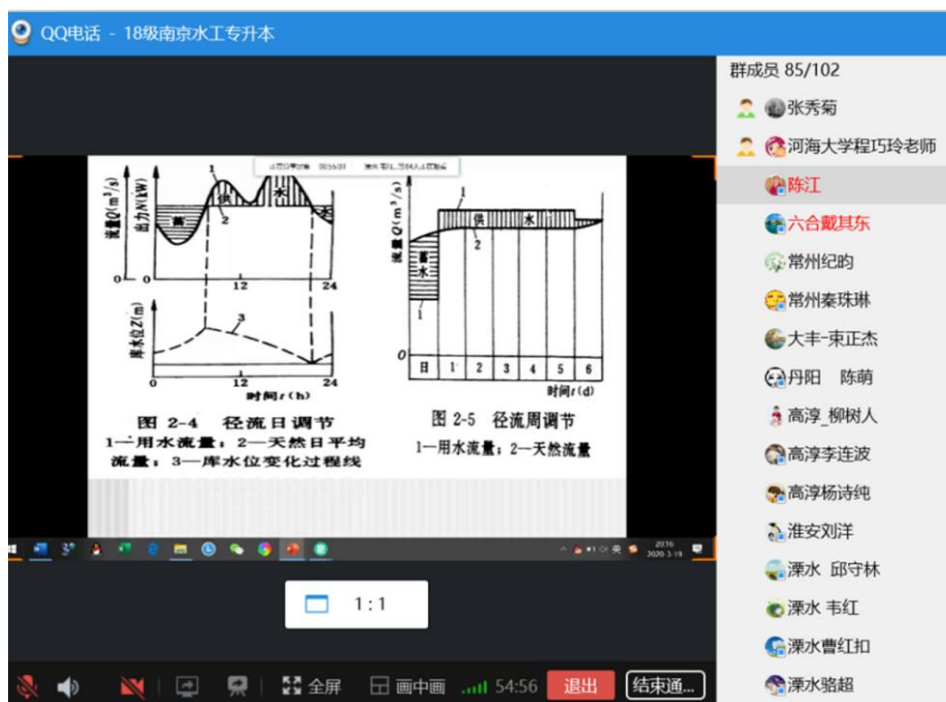 QQ电话 - 18级南京水工专升本
群成员 85/102
张秀菊
河海大学程巧玲老师
陈江
六合戴其东
常州纪昀
常州秦珠琳
大丰-束正杰
丹阳 陈萌
高淳_柳树人
高淳李连波
高淳杨诗纯
淮安刘洋
溧水 邱守林
溧水 韦红
溧水曹红扣
溧水骆超
流量Q(m³/s)
出力N(kW)
1
蓄
供
水
2
0
0
12
24
库水位Z(m)
3
0
12
24
时间t(h)
图 2-4 径流日调节
1—用水流量；2—天然日平均
流量；3—库水位变化过程线
流量Q(m³/s)
1
供 水
2
蓄水
1
0
日 1 2 3 4 5 6
时间t(d)
图 2-5 径流周调节
1—用水流量；2—天然流量
20:16
2020-3-19
英
1:1
全屏
画中画
54:56
退出
结束通...